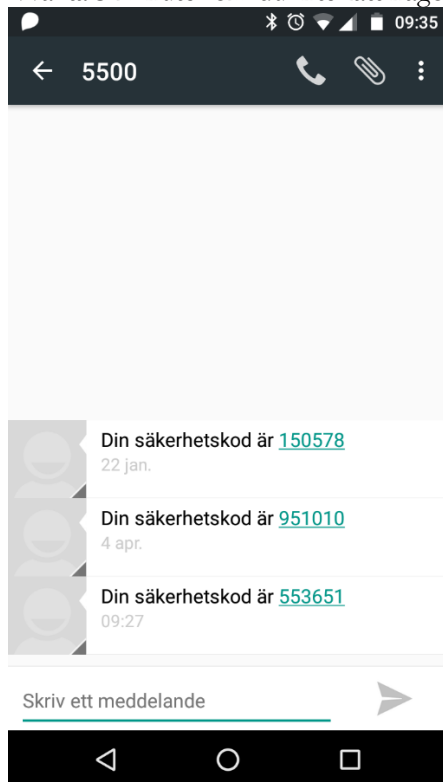 09:35
5500
Din säkerhetskod är 150578
22 jan.
Din säkerhetskod är 951010
4 apr.
Din säkerhetskod är 553651
09:27
Skriv ett meddelande